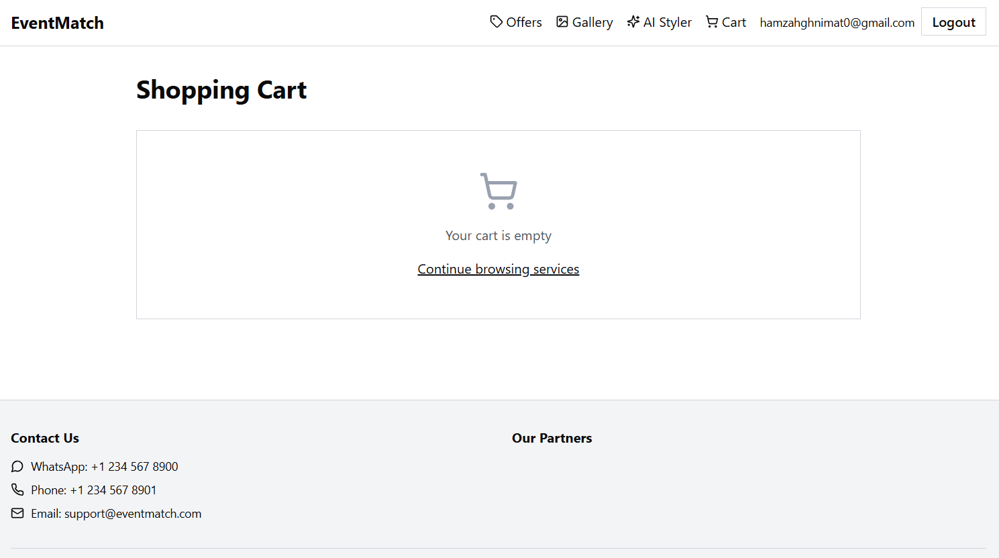 EventMatch
Offers
Gallery
AI Styler
Cart
hamzahghnimat0@gmail.com
Logout
Shopping Cart
Your cart is empty
Continue browsing services
Contact Us
WhatsApp: +1 234 567 8900
Phone: +1 234 567 8901
Email: support@eventmatch.com
Our Partners